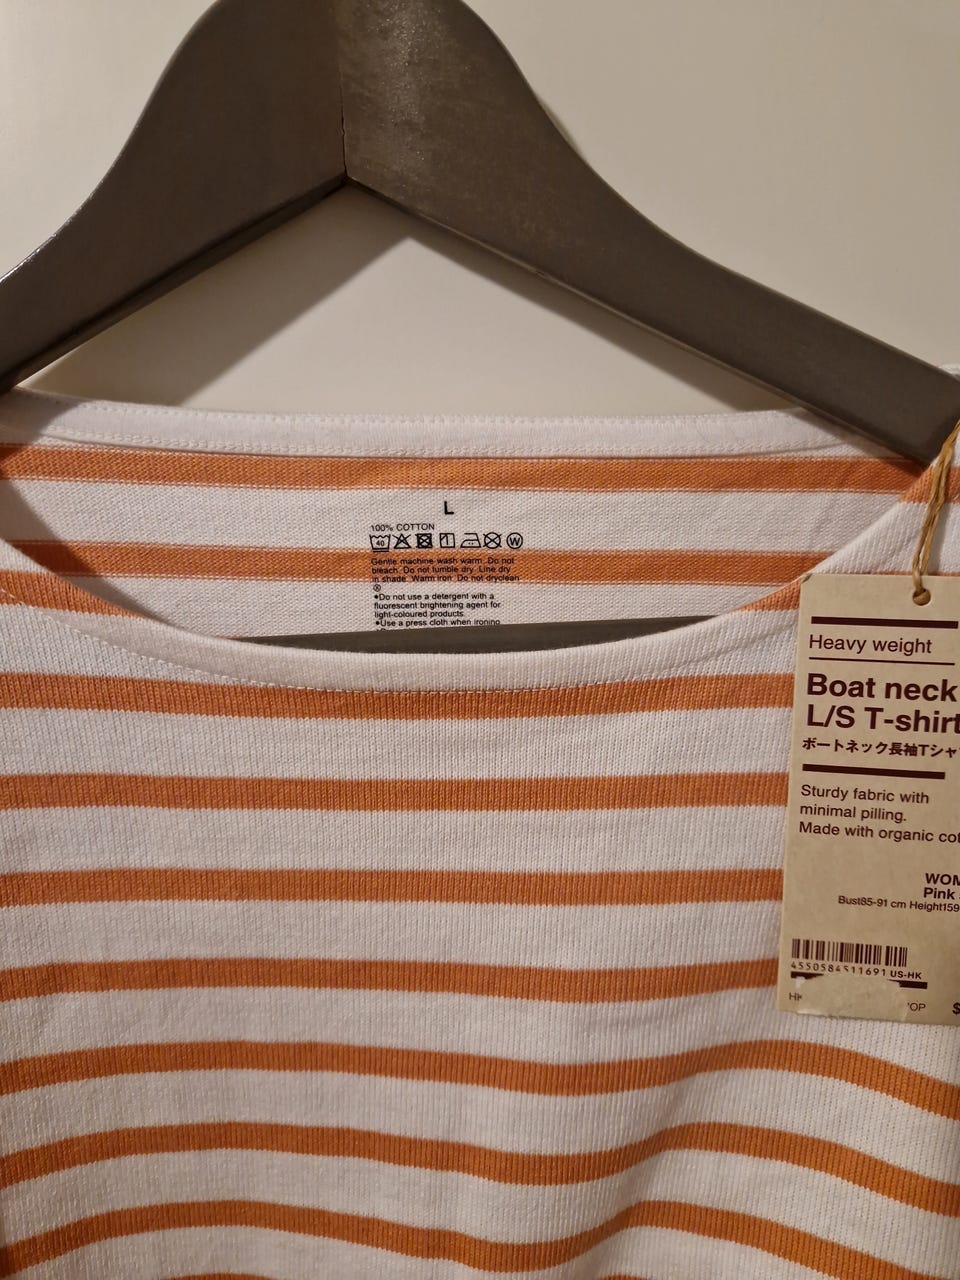 L
100% COTTON
40
W
Gentle machine wash warm. Do not
bleach. Do not tumble dry. Line dry
in shade. Warm iron. Do not dryclean
•Do not use a detergent with a
fluorescent brightening agent for
light-coloured products.
•Use a press cloth when ironing
Heavy weight
Boat neck
L/S T-shirt
ボートネック長袖Tシャ
Sturdy fabric with
minimal pilling.
Made with organic cot
WOM
Pink
Bust85-91 cm Height159
4550584511691 US-HK
OP $